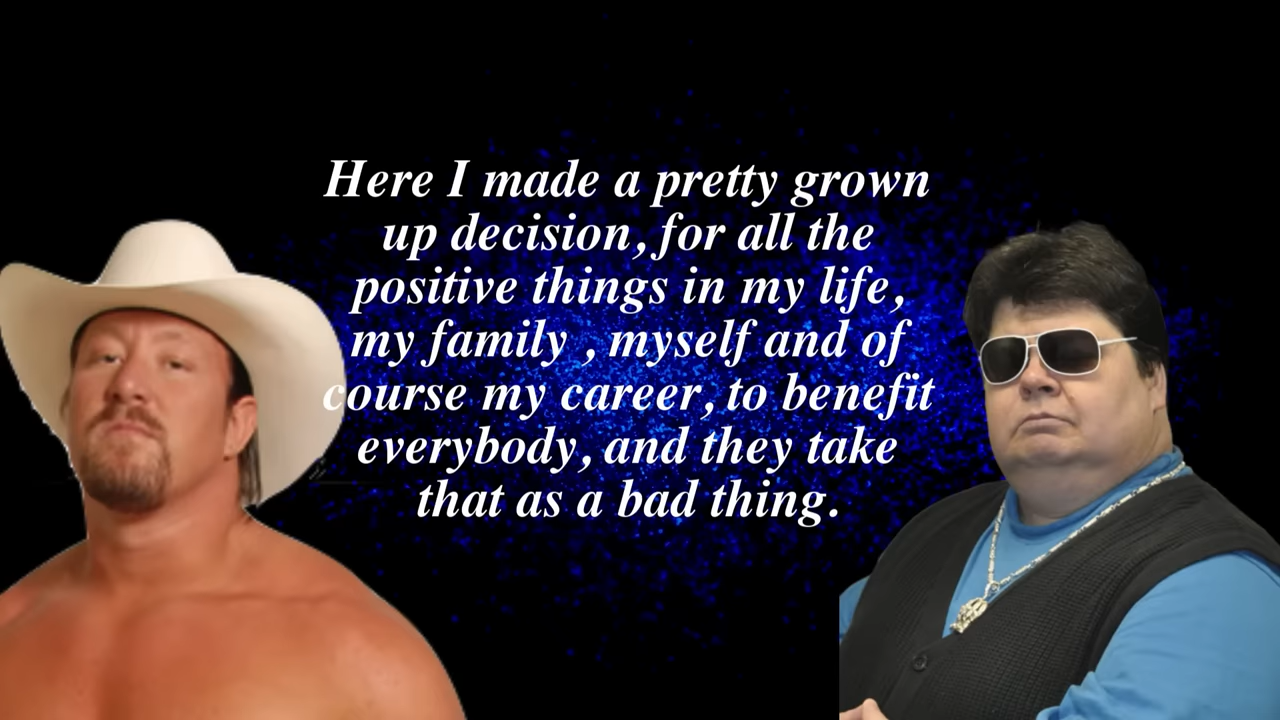 Here I made a pretty grown
up decision, for all the
positive things in my life,
my family , myself and of
course my career, to benefit
everybody, and they take
that as a bad thing.